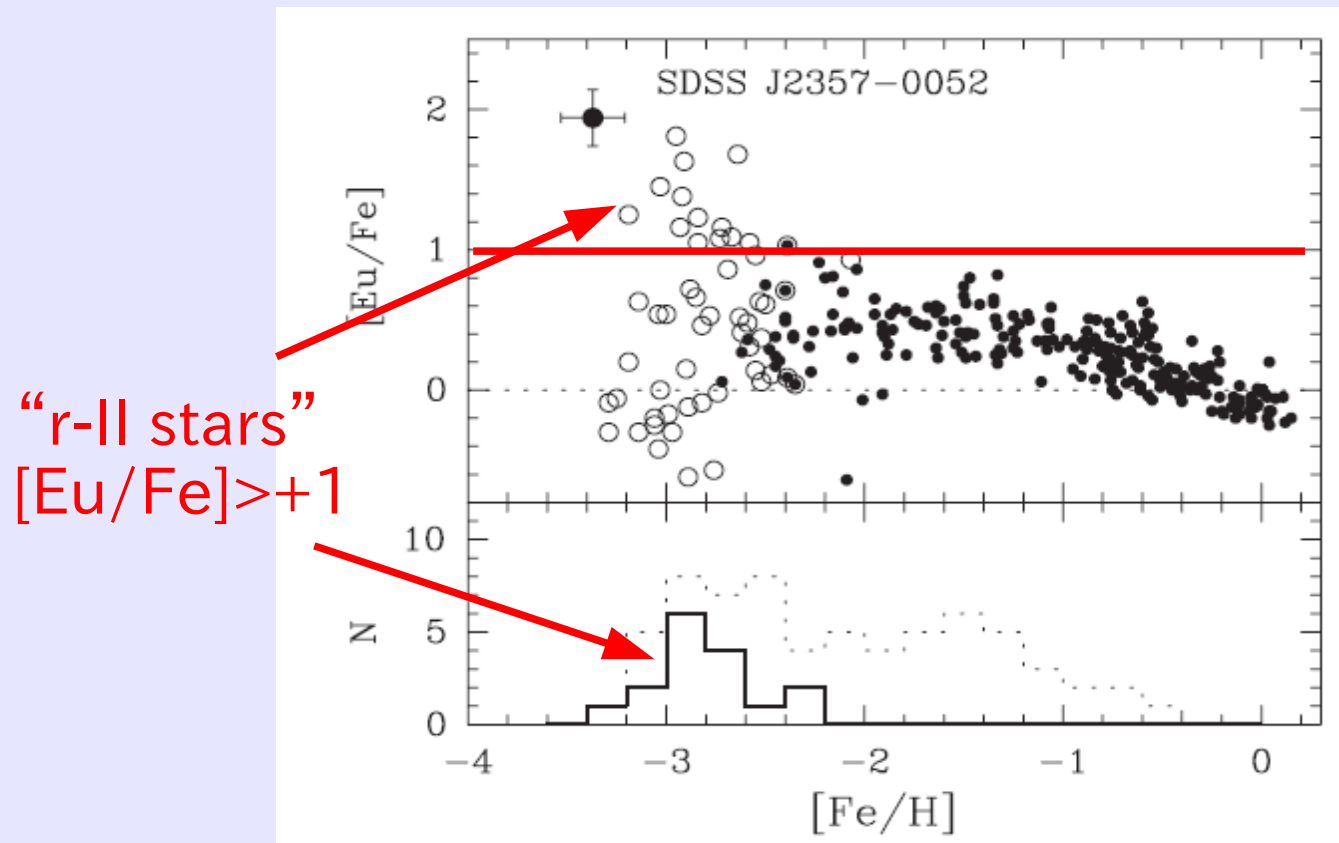 SDSS J2357−0052
2
1
0
[Eu/Fe]
“r-II stars”
[Eu/Fe]>+1
10
5
0
N
−4 −3 −2 −1 0
[Fe/H]